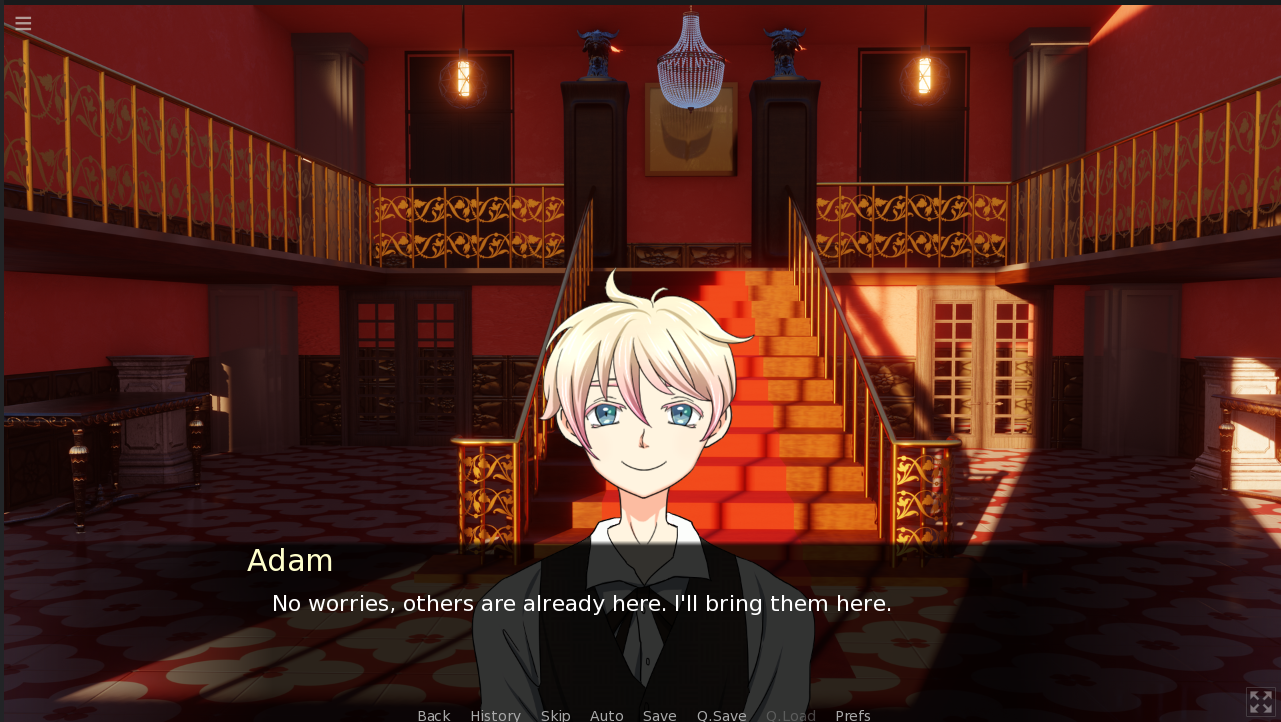 Adam
No worries, others are already here. I'll bring them here.
Back History Skip Auto Save Q.Save Q.Load Prefs